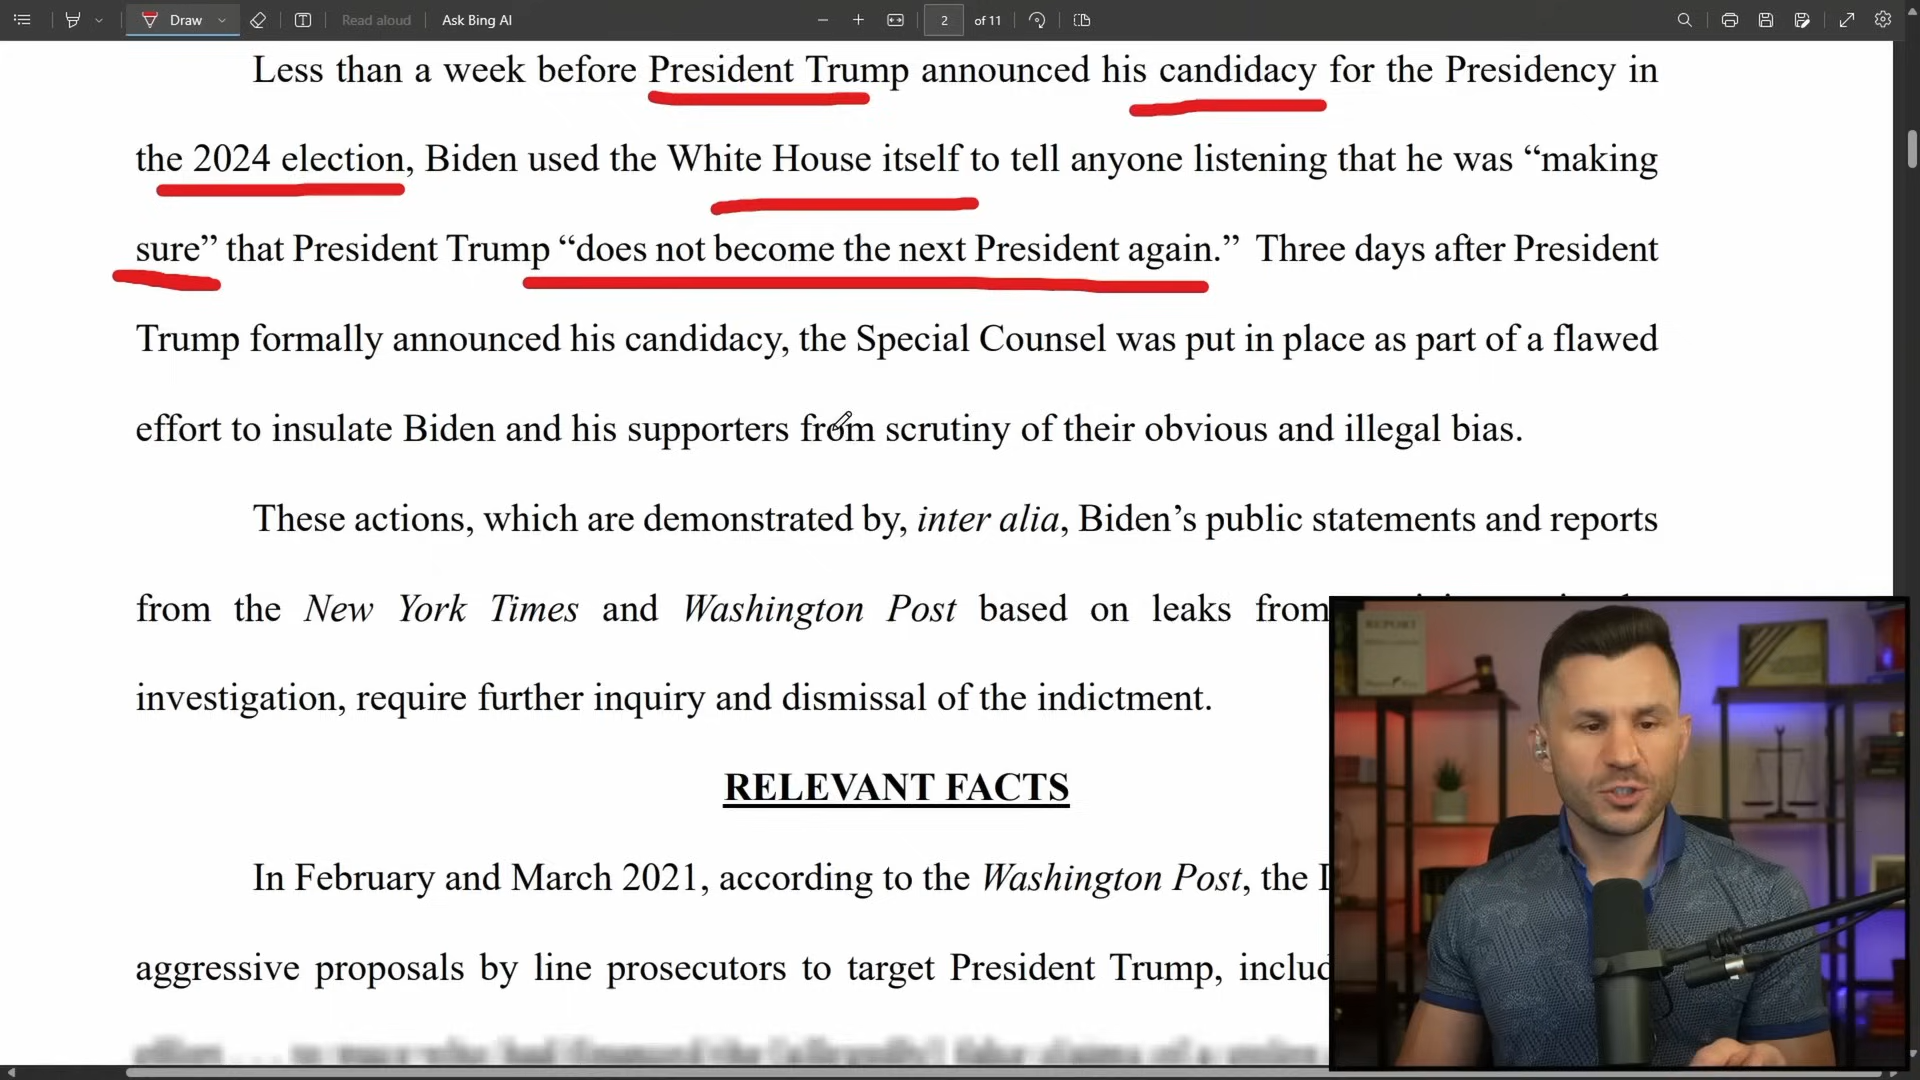 Draw
Read aloud
Ask Bing AI
2 of 11
Less than a week before President Trump announced his candidacy for the Presidency in
the 2024 election, Biden used the White House itself to tell anyone listening that he was “making
sure” that President Trump “does not become the next President again.” Three days after President
Trump formally announced his candidacy, the Special Counsel was put in place as part of a flawed
effort to insulate Biden and his supporters from scrutiny of their obvious and illegal bias.
These actions, which are demonstrated by, inter alia, Biden’s public statements and reports
from the New York Times and Washington Post based on leaks from
investigation, require further inquiry and dismissal of the indictment.
RELEVANT FACTS
In February and March 2021, according to the Washington Post, the
aggressive proposals by line prosecutors to target President Trump,
REPORT